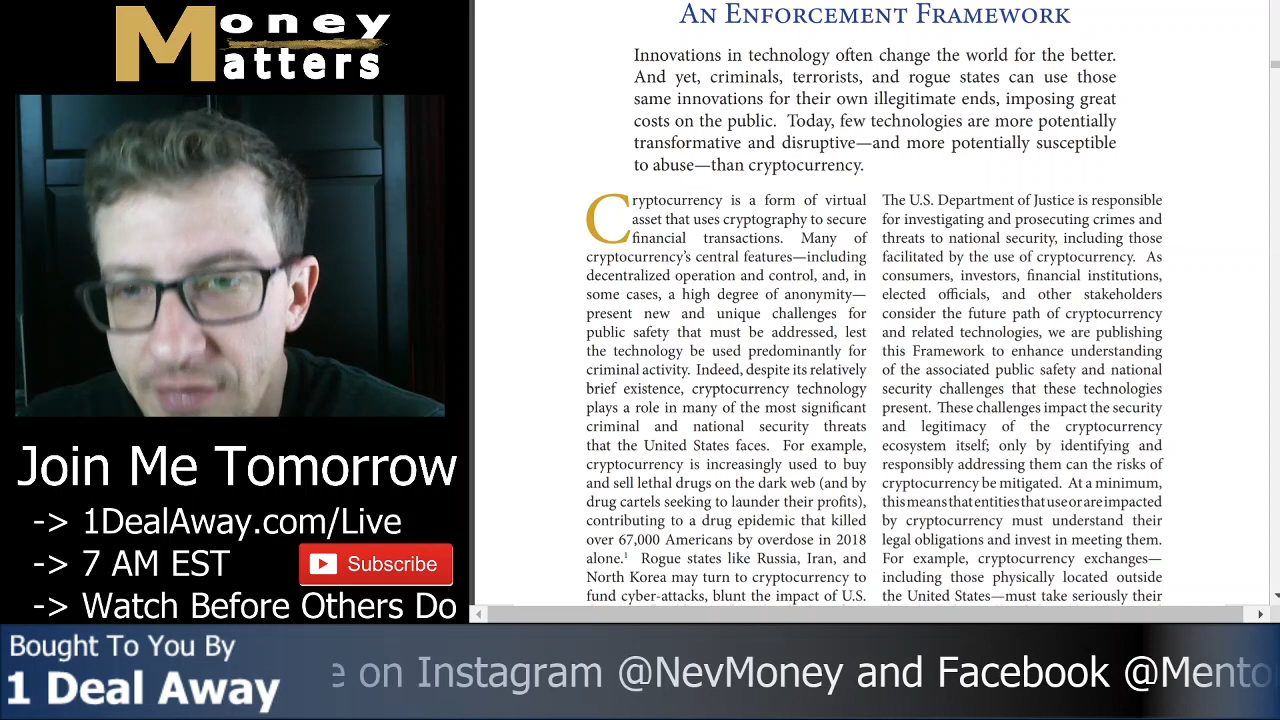 Money
Matters
Join Me Tomorrow
-> 1DealAway.com/Live
-> 7 AM EST
Subscribe
-> Watch Before Others Do
Bought To You By
1 Deal Away
e on Instagram @NevMoney and Facebook @Mento
AN ENFORCEMENT FRAMEWORK
Innovations in technology often change the world for the better.
And yet, criminals, terrorists, and rogue states can use those
same innovations for their own illegitimate ends, imposing great
costs on the public. Today, few technologies are more potentially
transformative and disruptive—and more potentially susceptible
to abuse—than cryptocurrency.
Cryptocurrency is a form of virtual
asset that uses cryptography to secure
financial transactions. Many of
cryptocurrency's central features—including
decentralized operation and control, and, in
some cases, a high degree of anonymity—
present new and unique challenges for
public safety that must be addressed, lest
the technology be used predominantly for
criminal activity. Indeed, despite its relatively
brief existence, cryptocurrency technology
plays a role in many of the most significant
criminal and national security threats
that the United States faces. For example,
cryptocurrency is increasingly used to buy
and sell lethal drugs on the dark web (and by
drug cartels seeking to launder their profits),
contributing to a drug epidemic that killed
over 67,000 Americans by overdose in 2018
alone.¹ Rogue states like Russia, Iran, and
North Korea may turn to cryptocurrency to
fund cyber-attacks, blunt the impact of U.S.
The U.S. Department of Justice is responsible
for investigating and prosecuting crimes and
threats to national security, including those
facilitated by the use of cryptocurrency. As
consumers, investors, financial institutions,
elected officials, and other stakeholders
consider the future path of cryptocurrency
and related technologies, we are publishing
this Framework to enhance understanding
of the associated public safety and national
security challenges that these technologies
present. These challenges impact the security
and legitimacy of the cryptocurrency
ecosystem itself; only by identifying and
responsibly addressing them can the risks of
cryptocurrency be mitigated. At a minimum,
this means that entities that use or are impacted
by cryptocurrency must understand their
legal obligations and invest in meeting them.
For example, cryptocurrency exchanges—
including those physically located outside
the United States—must take seriously their